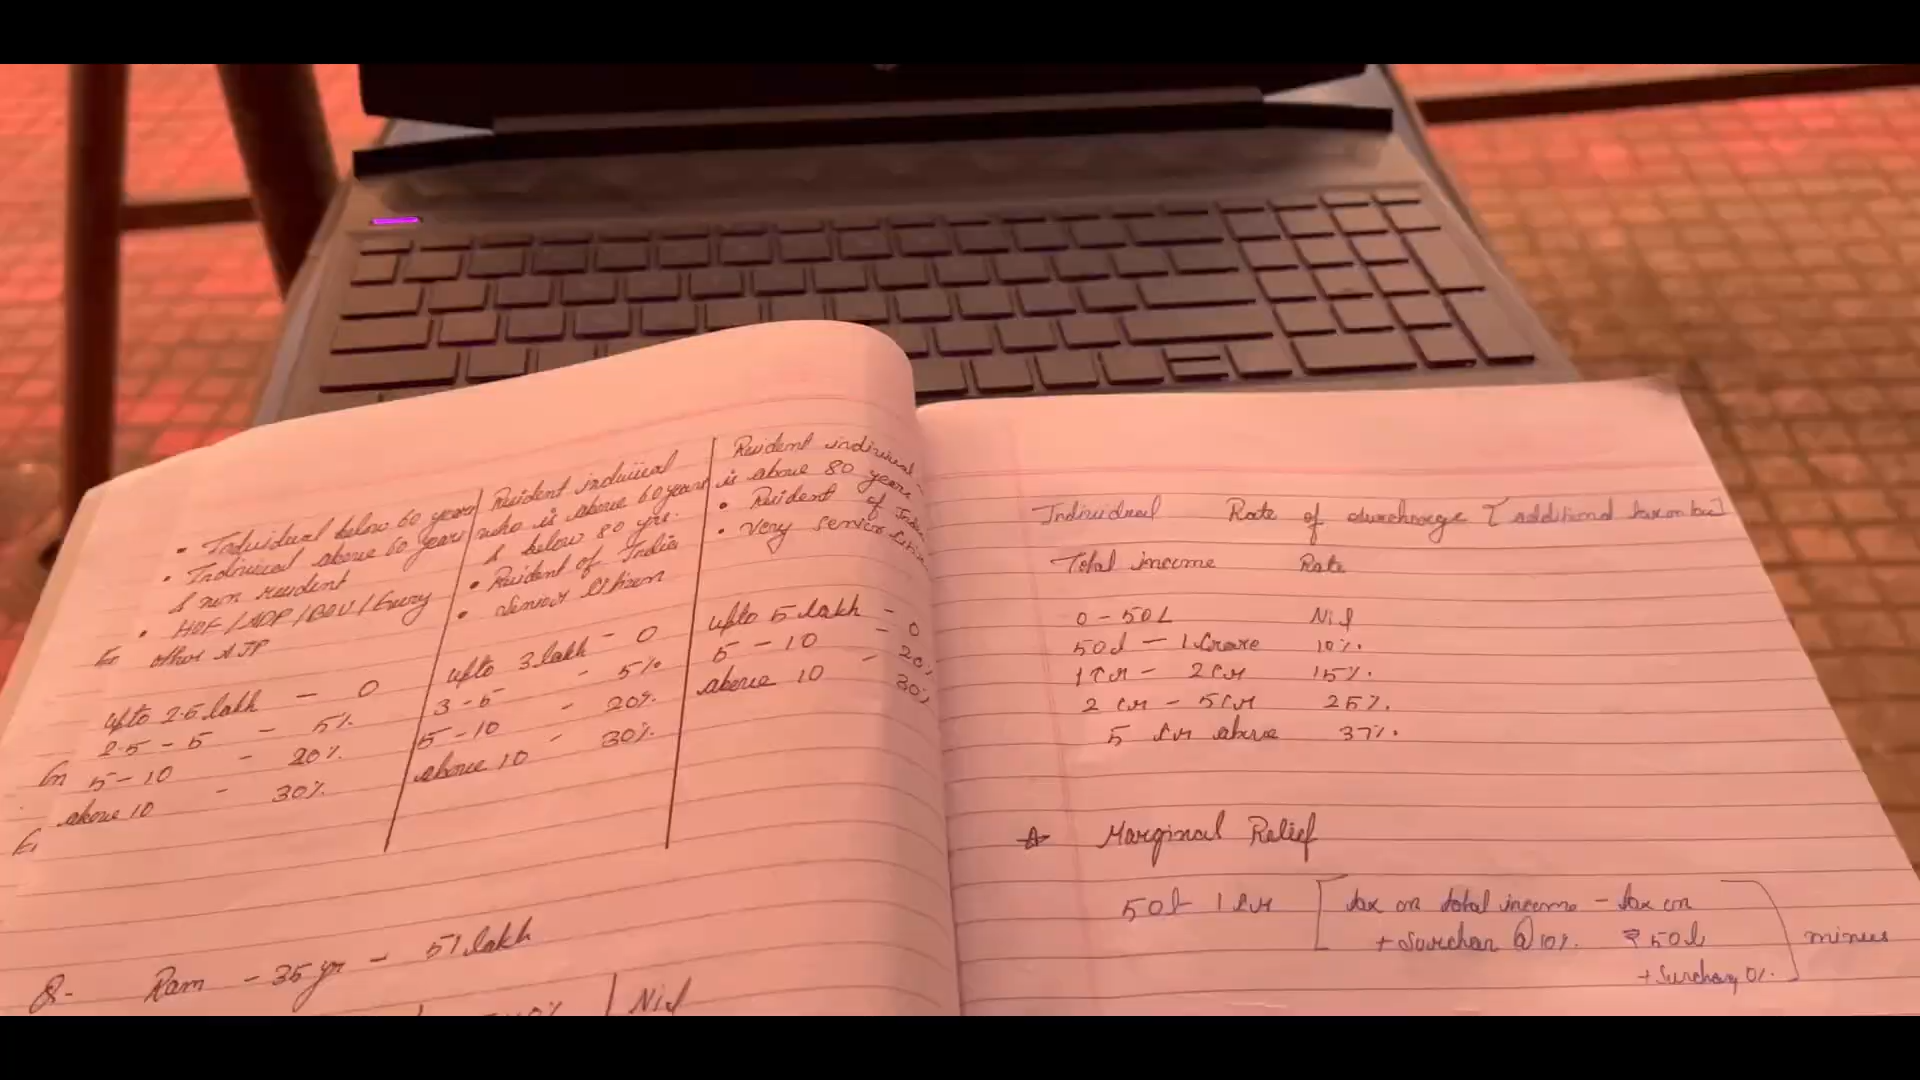 • Individual below 60 years
• Individual above 60 years
& non resident
• HUF / AOP / BOI / Every
other AJP
upto 2.5 lakh - 0
2.5 - 5 - 5%
5 - 10 - 20%
above 10 - 30%
Resident indiviual
who is above 60 years
& below 80 yrs.
• Resident of India
• Senior Citizen
upto 3 lakh - 0
3 - 5 - 5%
5 - 10 - 20%
above 10 - 30%
Resident indiviual
is above 80 years
• Resident of India
• Very senior
upto 5 lakh - 0
5 - 10 - 20%
above 10 - 30%
Q- Ram - 35 yr - 51 lakh
Nil
Individual Rate of surcharge [additional tax on tax]
Total income Rate
0 - 50L Nil
50L - 1 Crore 10%.
1 Cr - 2 Cr 15%.
2 Cr - 5 Cr 25%.
5 Cr above 37%.
Marginal Relief
50L 1 Cr [ tax on total income - tax on
+ Surchar @ 10%. ₹50L minus
+ Surcharg 0%.